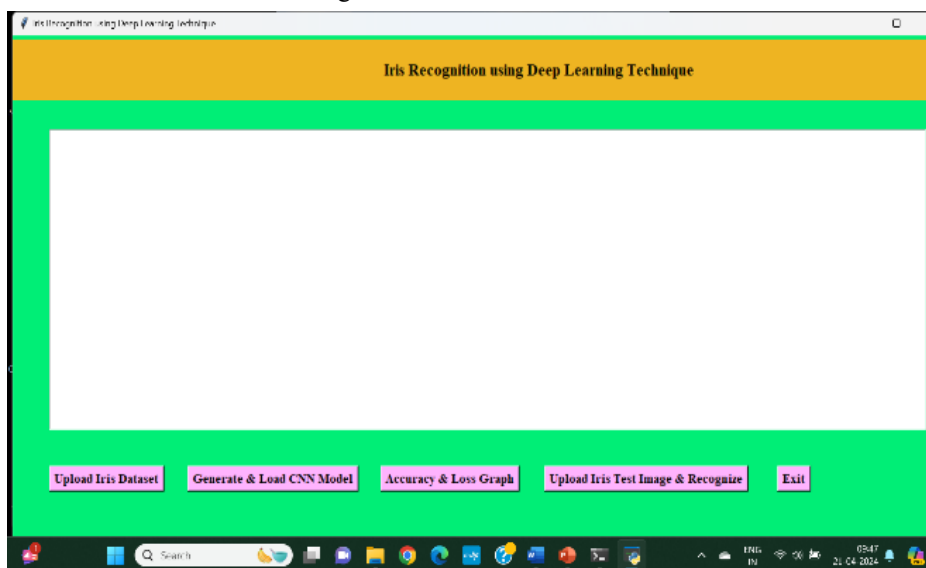 Iris Recognition using Deep Learning Technique
Iris Recognition using Deep Learning Technique
Upload Iris Dataset Generate & Load CNN Model Accuracy & Loss Graph Upload Iris Test Image & Recognize Exit
Search
ENG
IN
09:47
21-04-2024